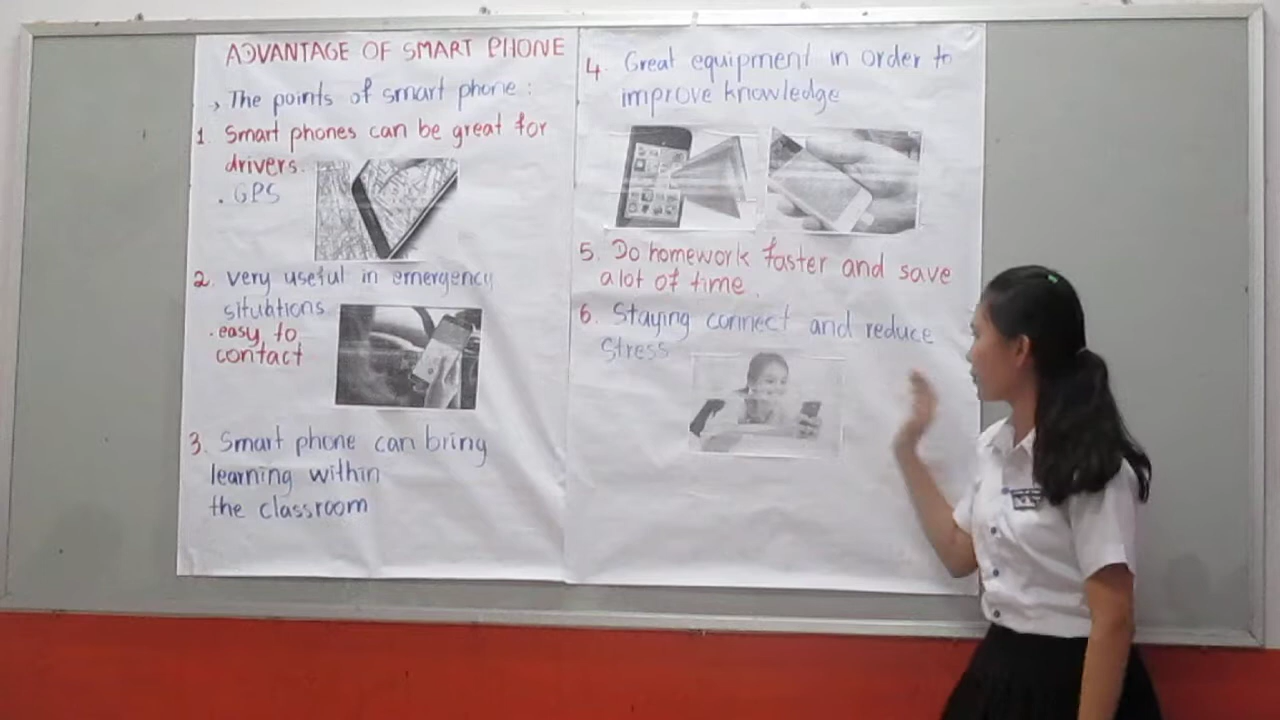 ADVANTAGE OF SMART PHONE
→ The points of smart phone :
1. Smart phones can be great for
drivers.
. GPS
2. very useful in emergency
situations
. easy to
contact
3. Smart phone can bring
learning within
the classroom
4. Great equipment in order to
improve knowledge
5. Do homework faster and save
a lot of time.
6. Staying connect and reduce
Stress